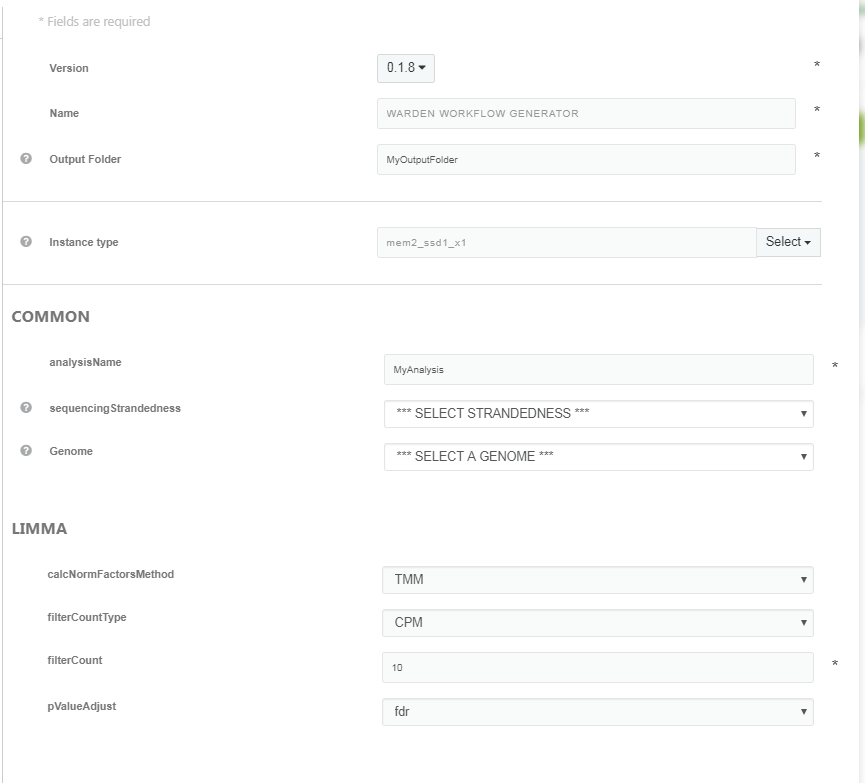 * Fields are required
Version 0.1.8 *
Name WARDEN WORKFLOW GENERATOR *
Output Folder MyOutputFolder *
Instance type mem2_ssd1_x1 Select
COMMON
analysisName MyAnalysis *
sequencingStrandedness *** SELECT STRANDEDNESS ***
Genome *** SELECT A GENOME ***
LIMMA
calcNormFactorsMethod TMM
filterCountType CPM
filterCount 10 *
pValueAdjust fdr